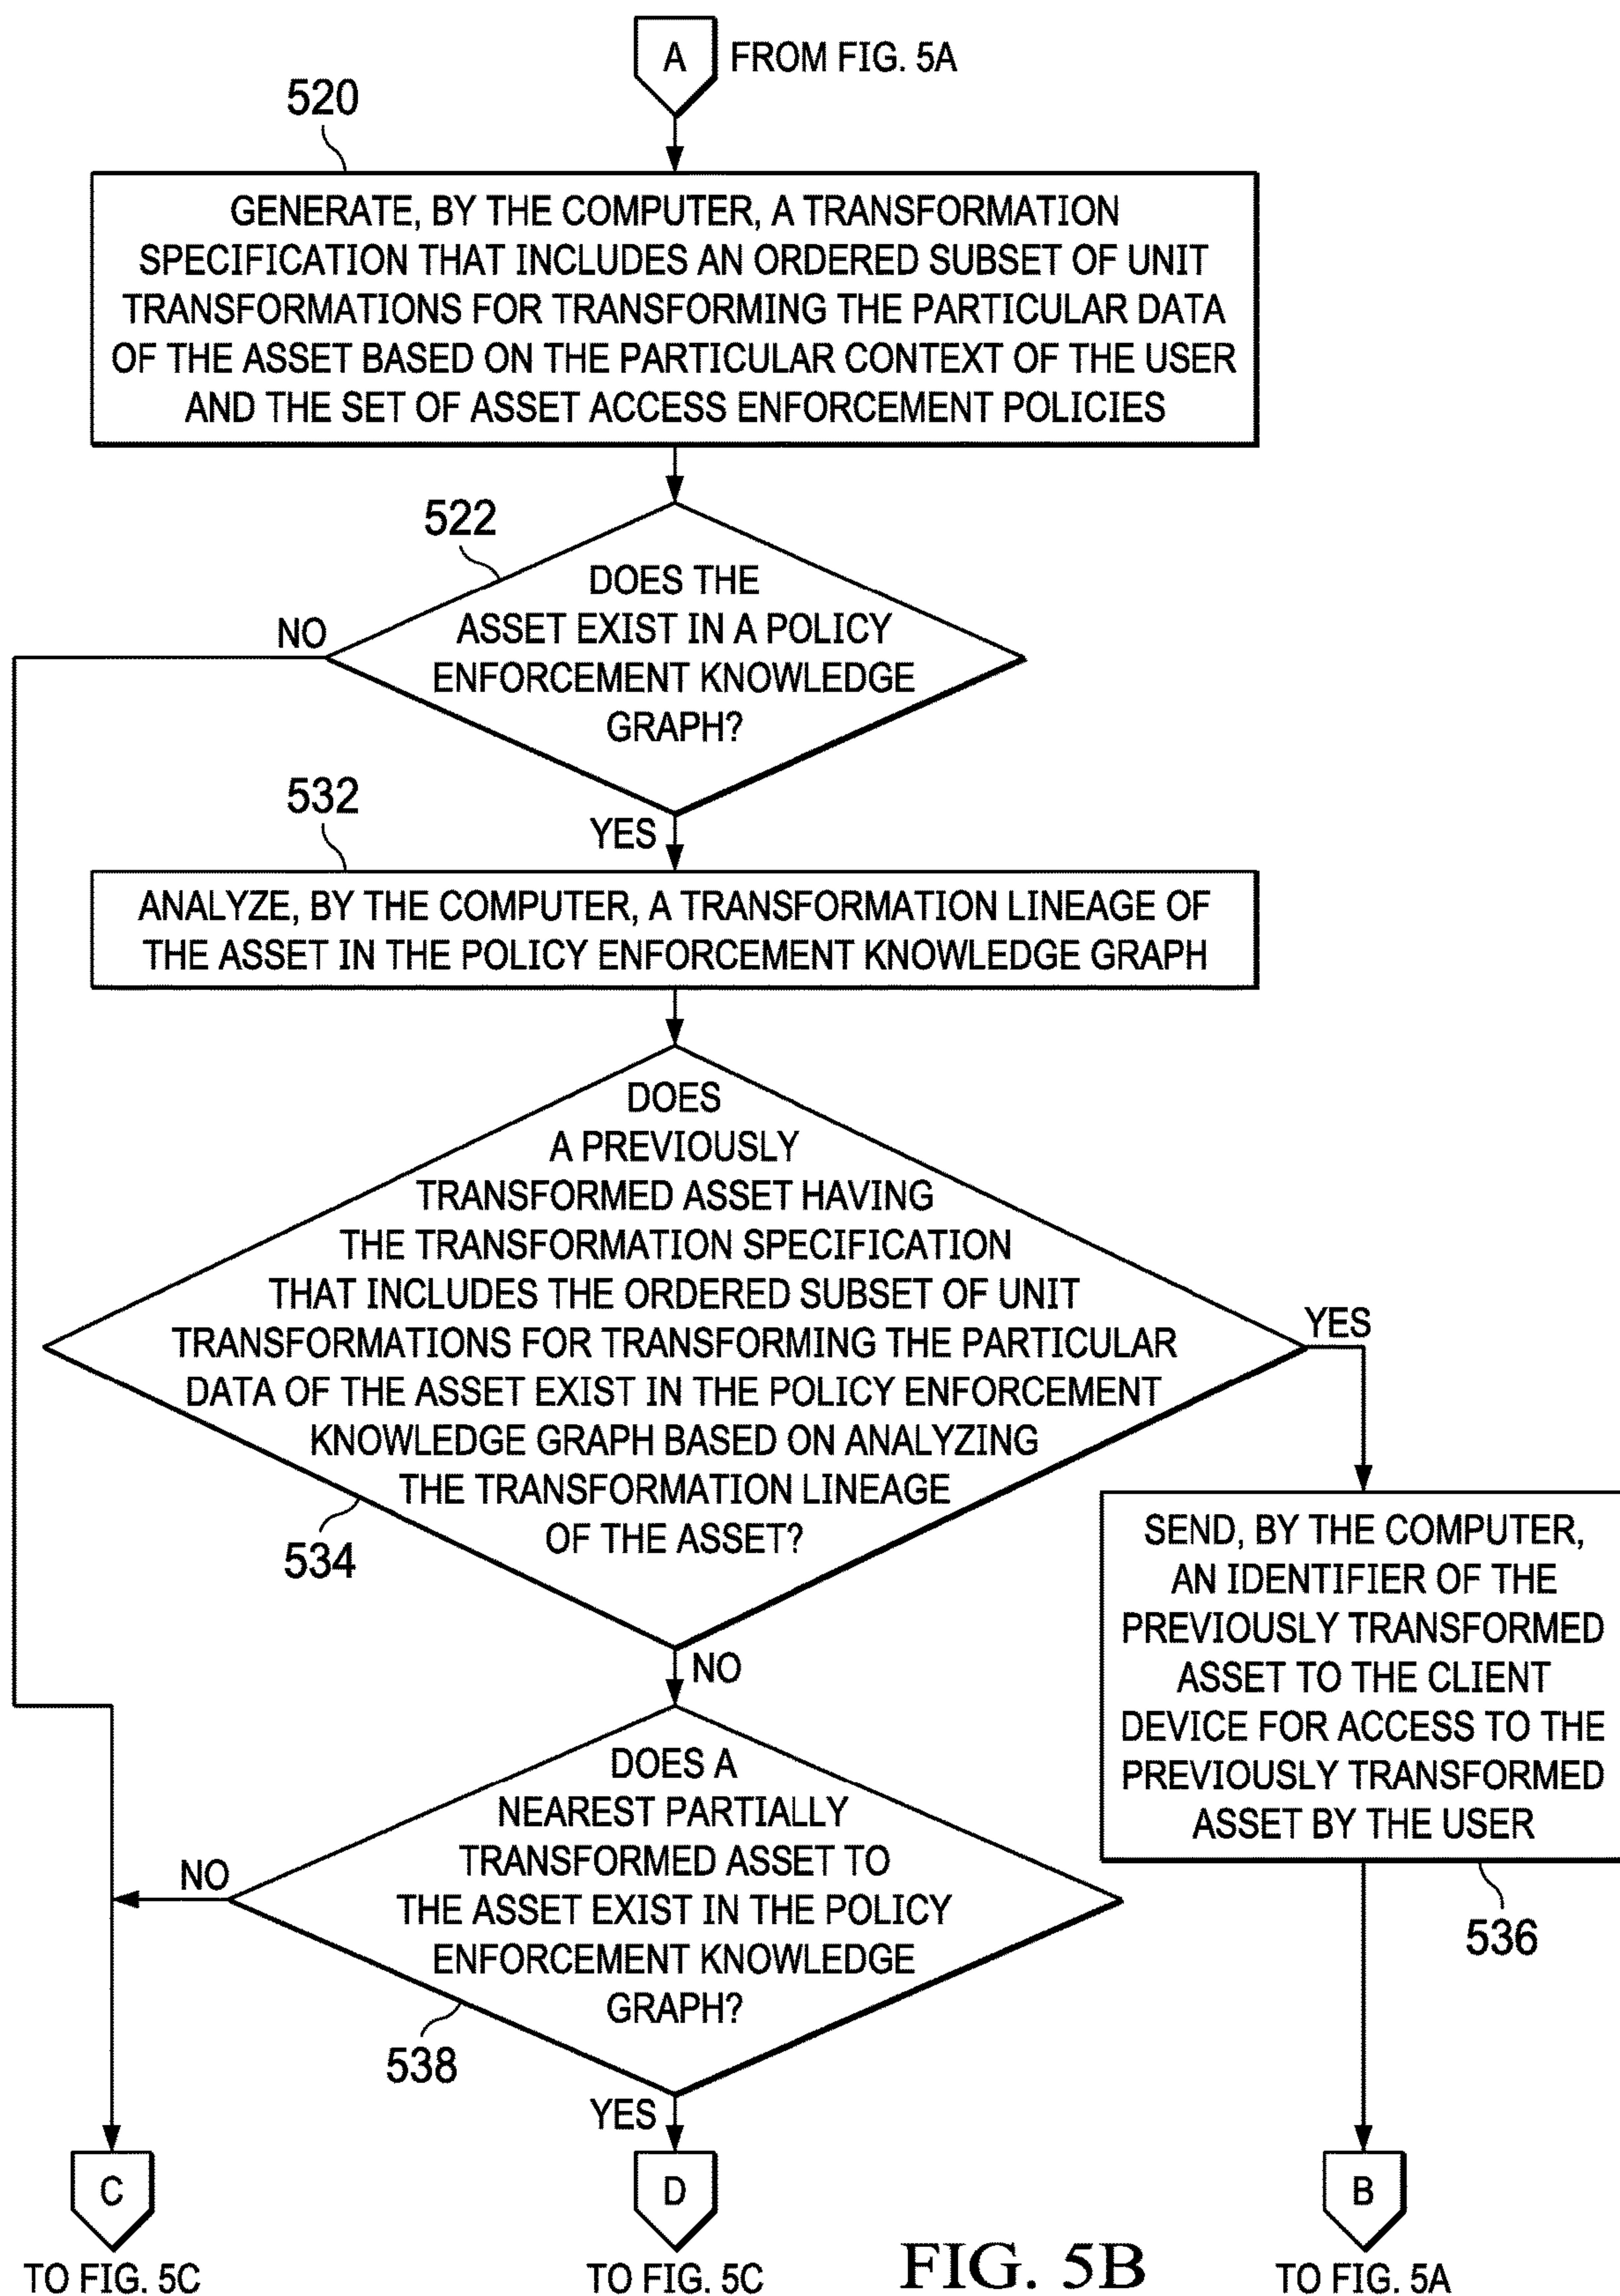 A
FROM FIG. 5A
520
GENERATE, BY THE COMPUTER, A TRANSFORMATION
SPECIFICATION THAT INCLUDES AN ORDERED SUBSET OF UNIT
TRANSFORMATIONS FOR TRANSFORMING THE PARTICULAR DATA
OF THE ASSET BASED ON THE PARTICULAR CONTEXT OF THE USER
AND THE SET OF ASSET ACCESS ENFORCEMENT POLICIES
522
DOES THE
ASSET EXIST IN A POLICY
ENFORCEMENT KNOWLEDGE
GRAPH?
NO
YES
532
ANALYZE, BY THE COMPUTER, A TRANSFORMATION LINEAGE OF
THE ASSET IN THE POLICY ENFORCEMENT KNOWLEDGE GRAPH
DOES
A PREVIOUSLY
TRANSFORMED ASSET HAVING
THE TRANSFORMATION SPECIFICATION
THAT INCLUDES THE ORDERED SUBSET OF UNIT
TRANSFORMATIONS FOR TRANSFORMING THE PARTICULAR
DATA OF THE ASSET EXIST IN THE POLICY ENFORCEMENT
KNOWLEDGE GRAPH BASED ON ANALYZING
THE TRANSFORMATION LINEAGE
OF THE ASSET?
534
YES
NO
SEND, BY THE COMPUTER,
AN IDENTIFIER OF THE
PREVIOUSLY TRANSFORMED
ASSET TO THE CLIENT
DEVICE FOR ACCESS TO THE
PREVIOUSLY TRANSFORMED
ASSET BY THE USER
536
DOES A
NEAREST PARTIALLY
TRANSFORMED ASSET TO
THE ASSET EXIST IN THE POLICY
ENFORCEMENT KNOWLEDGE
GRAPH?
NO
538
YES
C
TO FIG. 5C
D
TO FIG. 5C
FIG. 5B
B
TO FIG. 5A